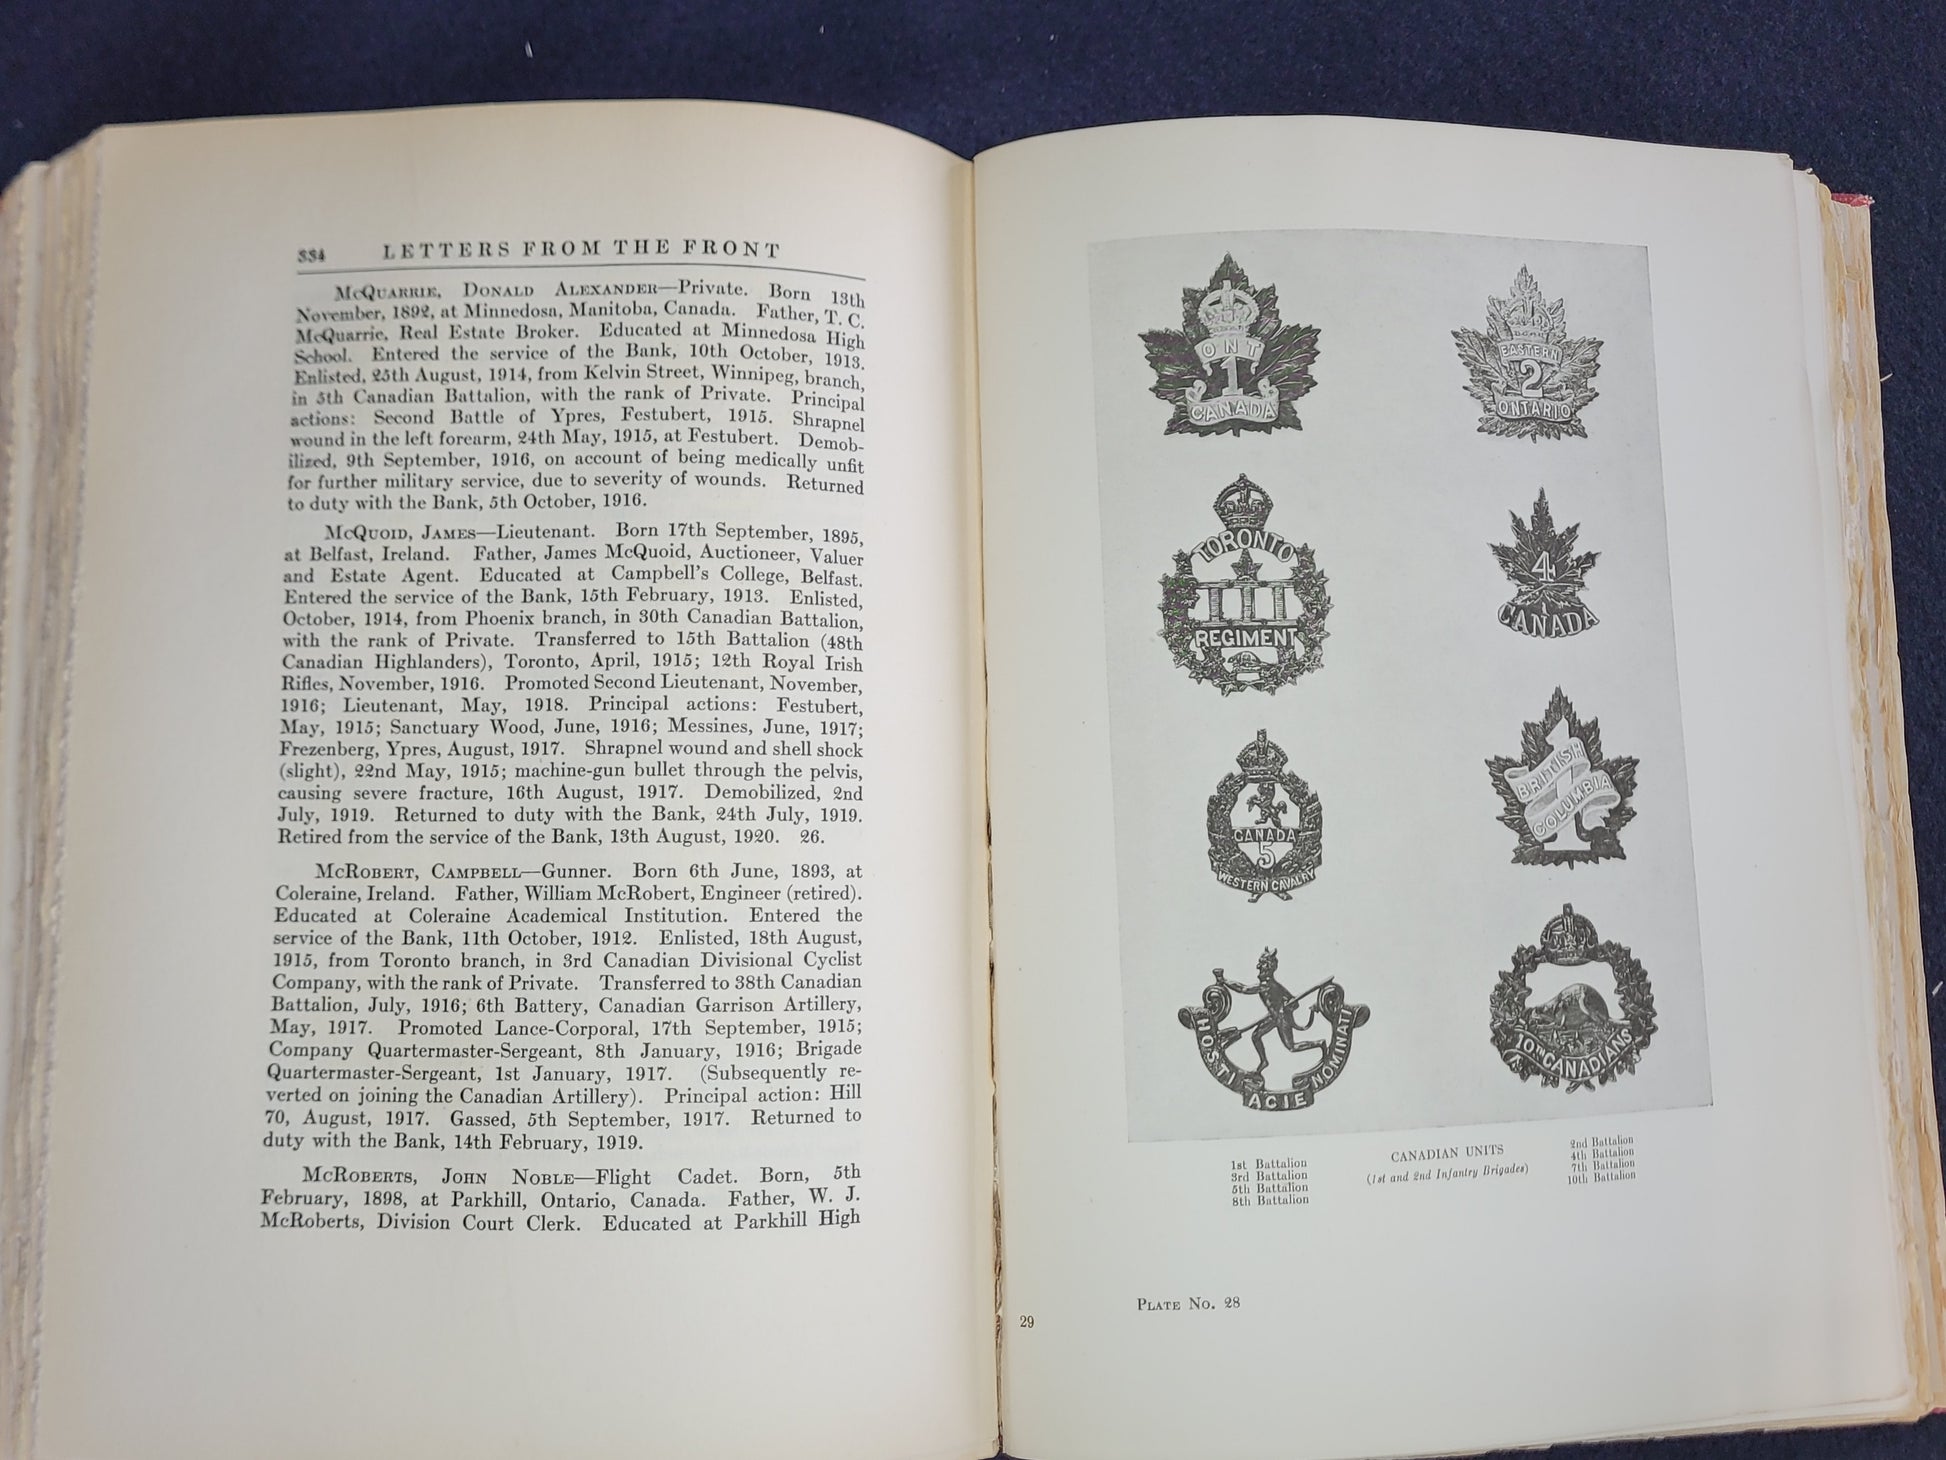 334 LETTERS FROM THE FRONT
McQuarrie, Donald Alexander—Private. Born 13th
November, 1892, at Minnedosa, Manitoba, Canada. Father, T. C.
McQuarrie, Real Estate Broker. Educated at Minnedosa High
School. Entered the service of the Bank, 10th October, 1913.
Enlisted, 25th August, 1914, from Kelvin Street, Winnipeg, branch,
in 5th Canadian Battalion, with the rank of Private. Principal
actions: Second Battle of Ypres, Festubert, 1915. Shrapnel
wound in the left forearm, 24th May, 1915, at Festubert. Demob-
ilized, 9th September, 1916, on account of being medically unfit
for further military service, due to severity of wounds. Returned
to duty with the Bank, 5th October, 1916.
McQuoid, James—Lieutenant. Born 17th September, 1895,
at Belfast, Ireland. Father, James McQuoid, Auctioneer, Valuer
and Estate Agent. Educated at Campbell's College, Belfast.
Entered the service of the Bank, 15th February, 1913. Enlisted,
October, 1914, from Phoenix branch, in 30th Canadian Battalion,
with the rank of Private. Transferred to 15th Battalion (48th
Canadian Highlanders), Toronto, April, 1915; 12th Royal Irish
Rifles, November, 1916. Promoted Second Lieutenant, November,
1916; Lieutenant, May, 1918. Principal actions: Festubert,
May, 1915; Sanctuary Wood, June, 1916; Messines, June, 1917;
Frezenberg, Ypres, August, 1917. Shrapnel wound and shell shock
(slight), 22nd May, 1915; machine-gun bullet through the pelvis,
causing severe fracture, 16th August, 1917. Demobilized, 2nd
July, 1919. Returned to duty with the Bank, 24th July, 1919.
Retired from the service of the Bank, 13th August, 1920. 26.
McRobert, Campbell—Gunner. Born 6th June, 1893, at
Coleraine, Ireland. Father, William McRobert, Engineer (retired).
Educated at Coleraine Academical Institution. Entered the
service of the Bank, 11th October, 1912. Enlisted, 18th August,
1915, from Toronto branch, in 3rd Canadian Divisional Cyclist
Company, with the rank of Private. Transferred to 38th Canadian
Battalion, July, 1916; 6th Battery, Canadian Garrison Artillery,
May, 1917. Promoted Lance-Corporal, 17th September, 1915;
Company Quartermaster-Sergeant, 8th January, 1916; Brigade
Quartermaster-Sergeant, 1st January, 1917. (Subsequently re-
verted on joining the Canadian Artillery). Principal action: Hill
70, August, 1917. Gassed, 5th September, 1917. Returned to
duty with the Bank, 14th February, 1919.
McRoberts, John Noble—Flight Cadet. Born, 5th
February, 1898, at Parkhill, Ontario, Canada. Father, W. J.
McRoberts, Division Court Clerk. Educated at Parkhill High
ONT
1
CANADA
EASTERN
2
ONTARIO
TORONTO
III
REGIMENT
4
CANADA
CANADA
5
WESTERN CAVALRY
1
BRITISH
7
COLUMBIA
HOSTI ACIE NOMINATI
10TH CANADIANS
CANADIAN UNITS
(1st and 2nd Infantry Brigades)
1st Battalion
3rd Battalion
5th Battalion
8th Battalion
2nd Battalion
4th Battalion
7th Battalion
10th Battalion
Plate No. 28
29